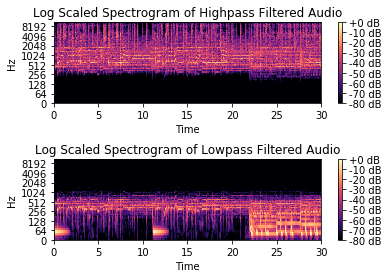 Log Scaled Spectrogram of Highpass Filtered Audio
8192
4096
2048
1024
512
256
128
64
0
Hz
0 5 10 15 20 25 30
Time
+0 dB
-10 dB
-20 dB
-30 dB
-40 dB
-50 dB
-60 dB
-70 dB
-80 dB
Log Scaled Spectrogram of Lowpass Filtered Audio
8192
4096
2048
1024
512
256
128
64
0
Hz
0 5 10 15 20 25 30
Time
+0 dB
-10 dB
-20 dB
-30 dB
-40 dB
-50 dB
-60 dB
-70 dB
-80 dB